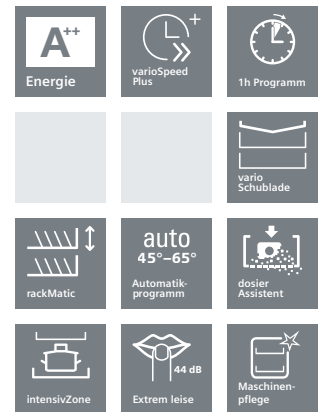 A++
Energie
+
varioSpeed
Plus
1h Programm
vario
Schublade
rackMatic
auto
45°–65°
Automatik-
programm
dosier
Assistent
intensivZone
44 dB
Extrem leise
Maschinen-
pflege